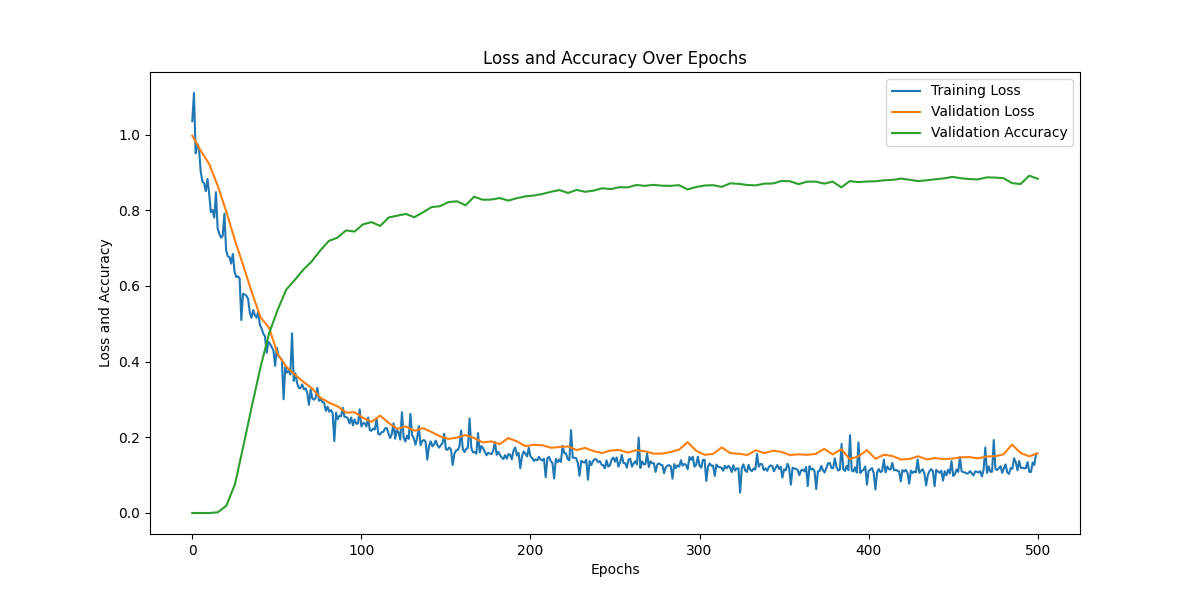 Loss and Accuracy Over Epochs
Training Loss
Validation Loss
Validation Accuracy
1.0
0.8
0.6
0.4
0.2
0.0
Loss and Accuracy
0 100 200 300 400 500
Epochs